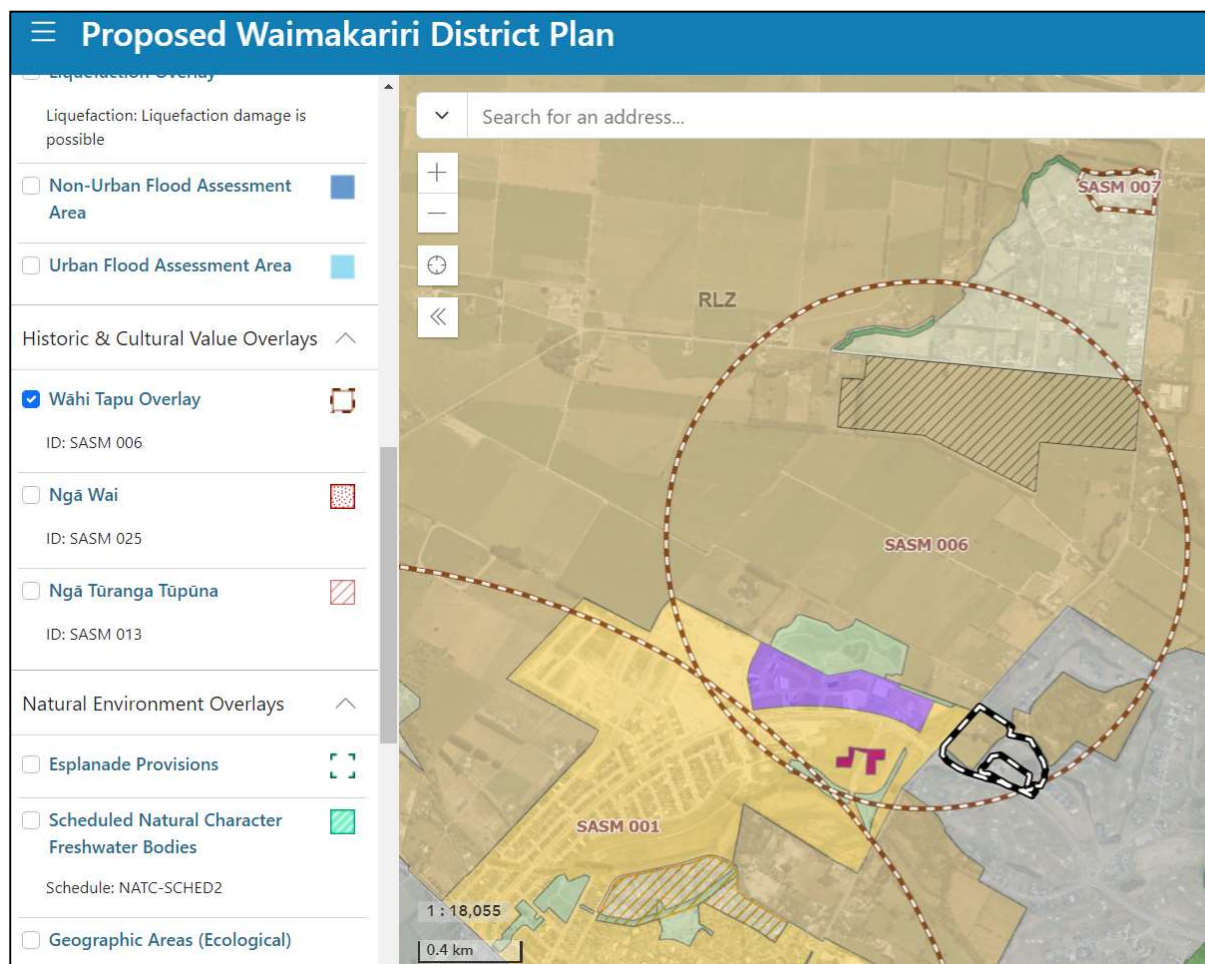 Proposed Waimakariri District Plan
Liquefaction Overlay
Liquefaction: Liquefaction damage is
possible
Non-Urban Flood Assessment
Area
Urban Flood Assessment Area
Historic & Cultural Value Overlays
Wāhi Tapu Overlay
ID: SASM 006
Ngā Wai
ID: SASM 025
Ngā Tūranga Tūpūna
ID: SASM 013
Natural Environment Overlays
Esplanade Provisions
Scheduled Natural Character
Freshwater Bodies
Schedule: NATC-SCHED2
Geographic Areas (Ecological)
Search for an address...
SASM 007
RLZ
SASM 006
SASM 001
1 : 18,055
0.4 km